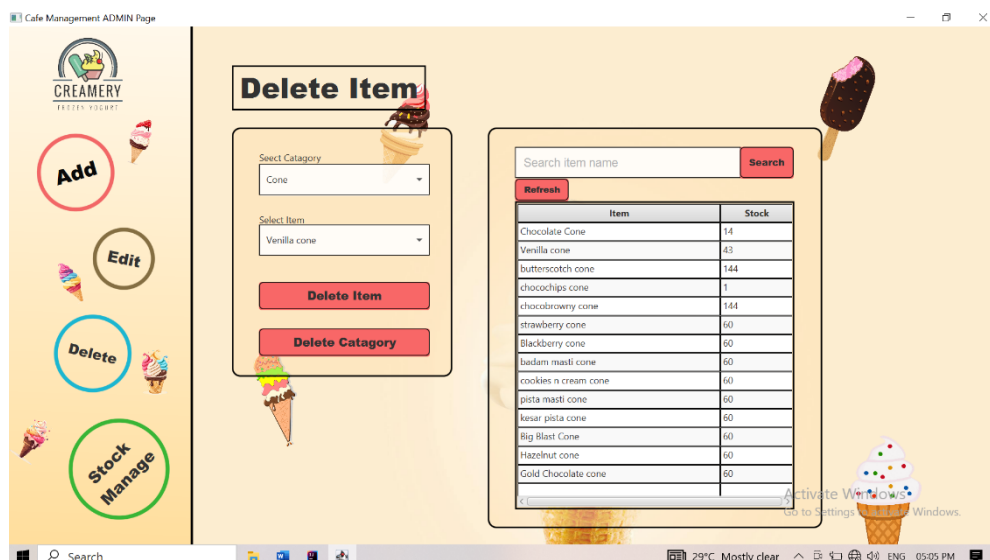 Cafe Management ADMIN Page
CREAMERY
FROZEN YOGURT
Add
Edit
Delete
Stock
Manage
Delete Item
Seect Catagory
Cone
Select Item
Venilla cone
Delete Item
Delete Catagory
Search item name
Search
Refresh
Item Stock
Chocolate Cone 14
Venilla cone 43
butterscotch cone 144
chocochips cone 1
chocobrowny cone 144
strawberry cone 60
Blackberry cone 60
badam masti cone 60
cookies n cream cone 60
pista masti cone 60
kesar pista cone 60
Big Blast Cone 60
Hazelnut cone 60
Gold Chocolate cone 60
Activate Windows
Go to Settings Windows.
Search
29°C Mostly clear ENG 05:05 PM